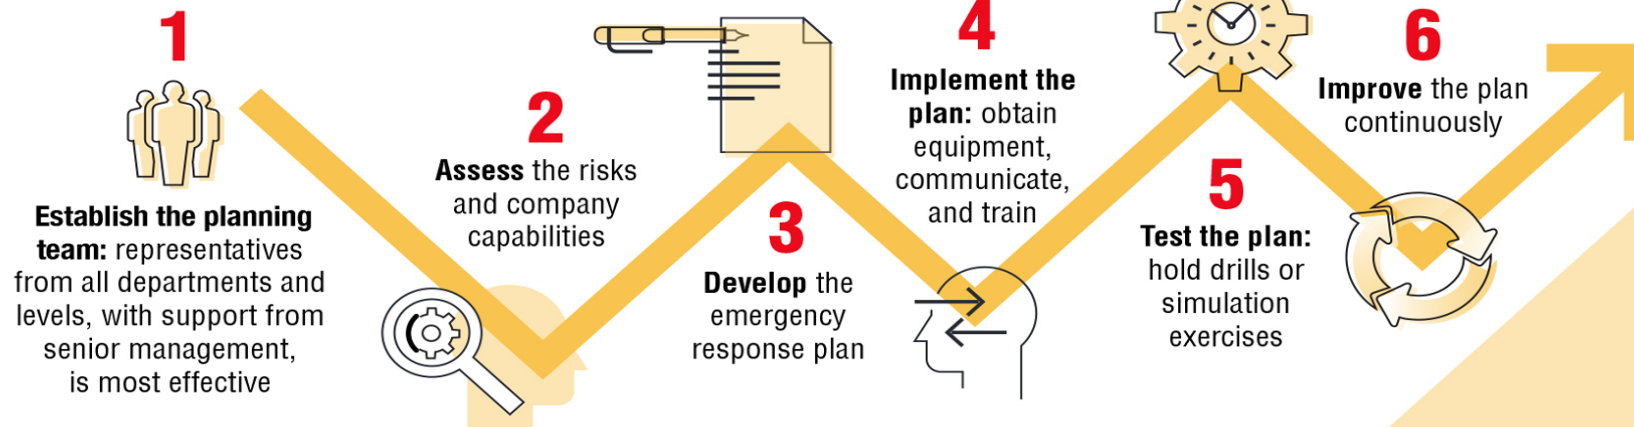 1
Establish the planning
team: representatives
from all departments and
levels, with support from
senior management,
is most effective
2
Assess the risks
and company
capabilities
3
Develop the
emergency
response plan
4
Implement the
plan: obtain
equipment,
communicate,
and train
5
Test the plan:
hold drills or
simulation
exercises
6
Improve the plan
continuously